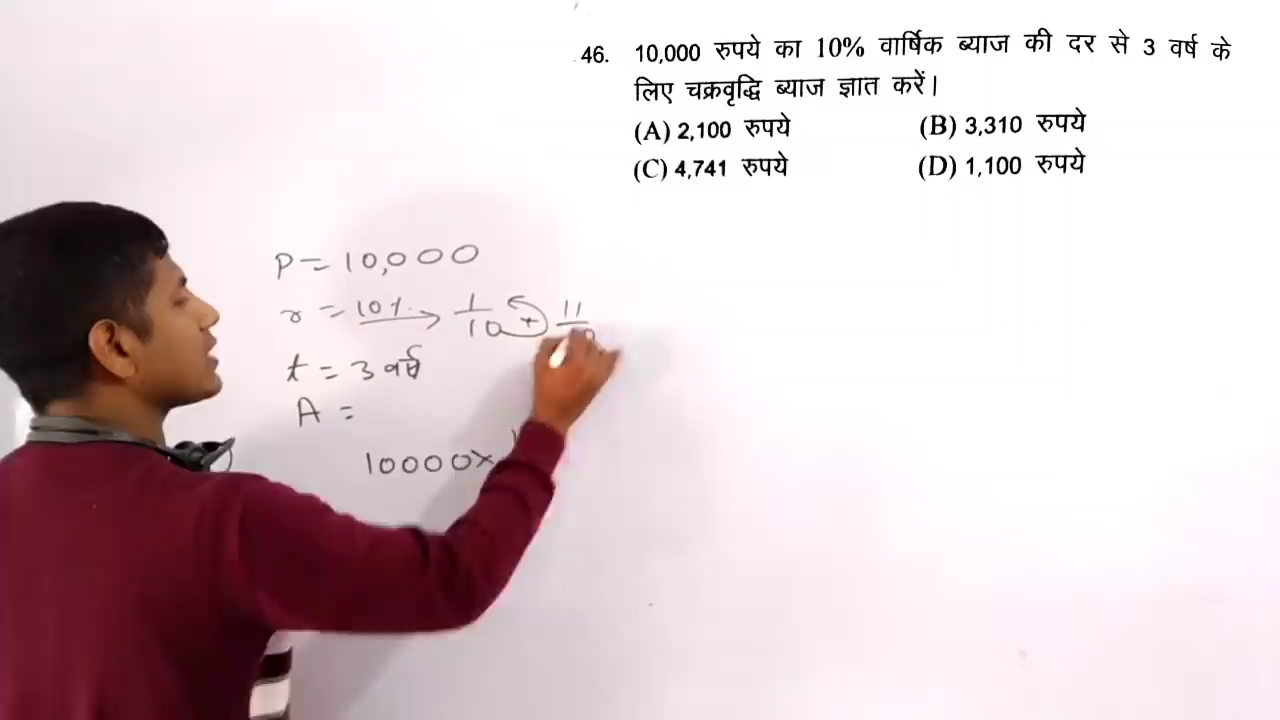 46. 10,000 रुपये का 10% वार्षिक ब्याज की दर से 3 वर्ष के
लिए चक्रवृद्धि ब्याज ज्ञात करें।
(A) 2,100 रुपये (B) 3,310 रुपये
(C) 4,741 रुपये (D) 1,100 रुपये
P = 10,000
r = 10% → 1/10 + 11
t = 3 वर्ष
A =
10000×